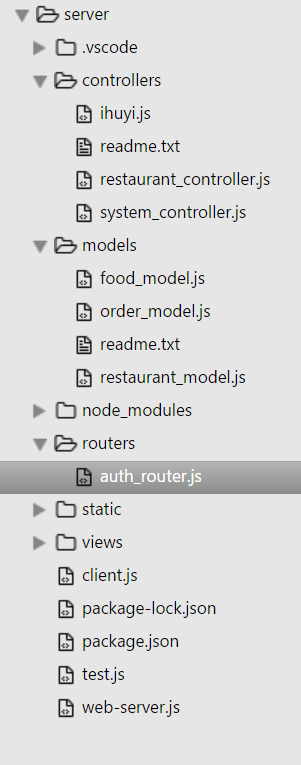 server
.vscode
controllers
ihuyi.js
readme.txt
restaurant_controller.js
system_controller.js
models
food_model.js
order_model.js
readme.txt
restaurant_model.js
node_modules
routers
auth_router.js
static
views
client.js
package-lock.json
package.json
test.js
web-server.js